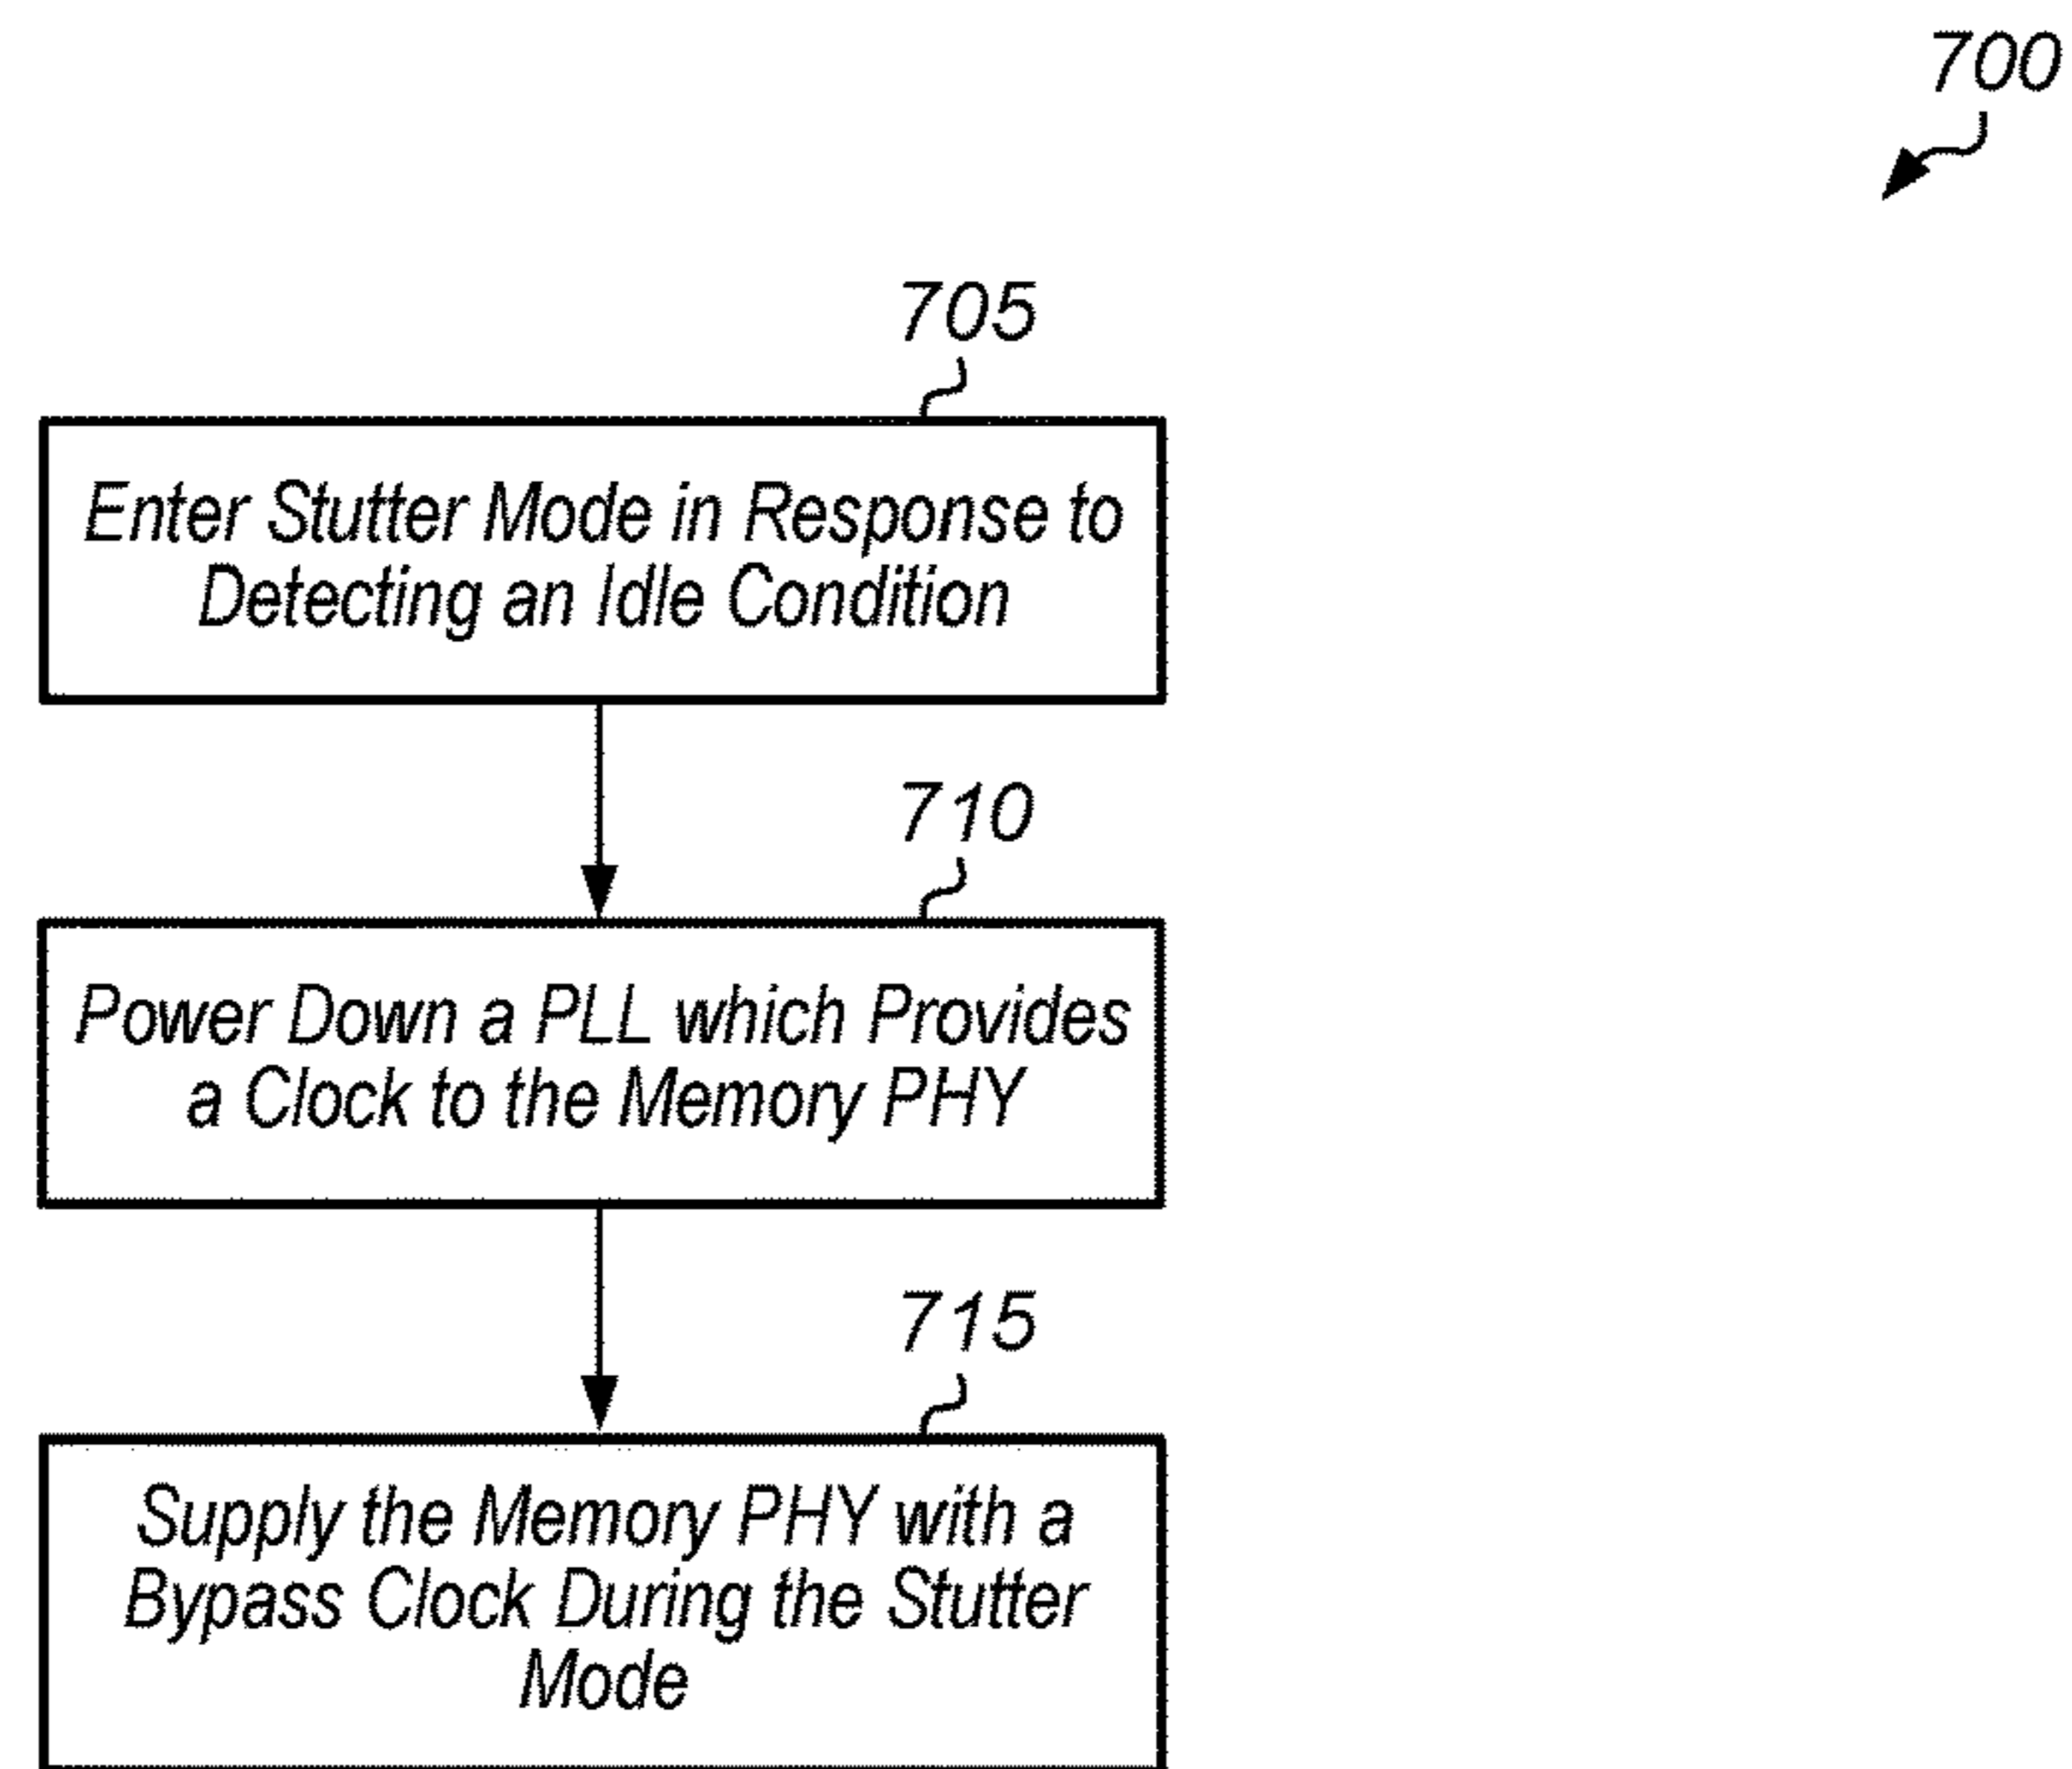 700
705
Enter Stutter Mode in Response to
Detecting an Idle Condition
710
Power Down a PLL which Provides
a Clock to the Memory PHY
715
Supply the Memory PHY with a
Bypass Clock During the Stutter
Mode